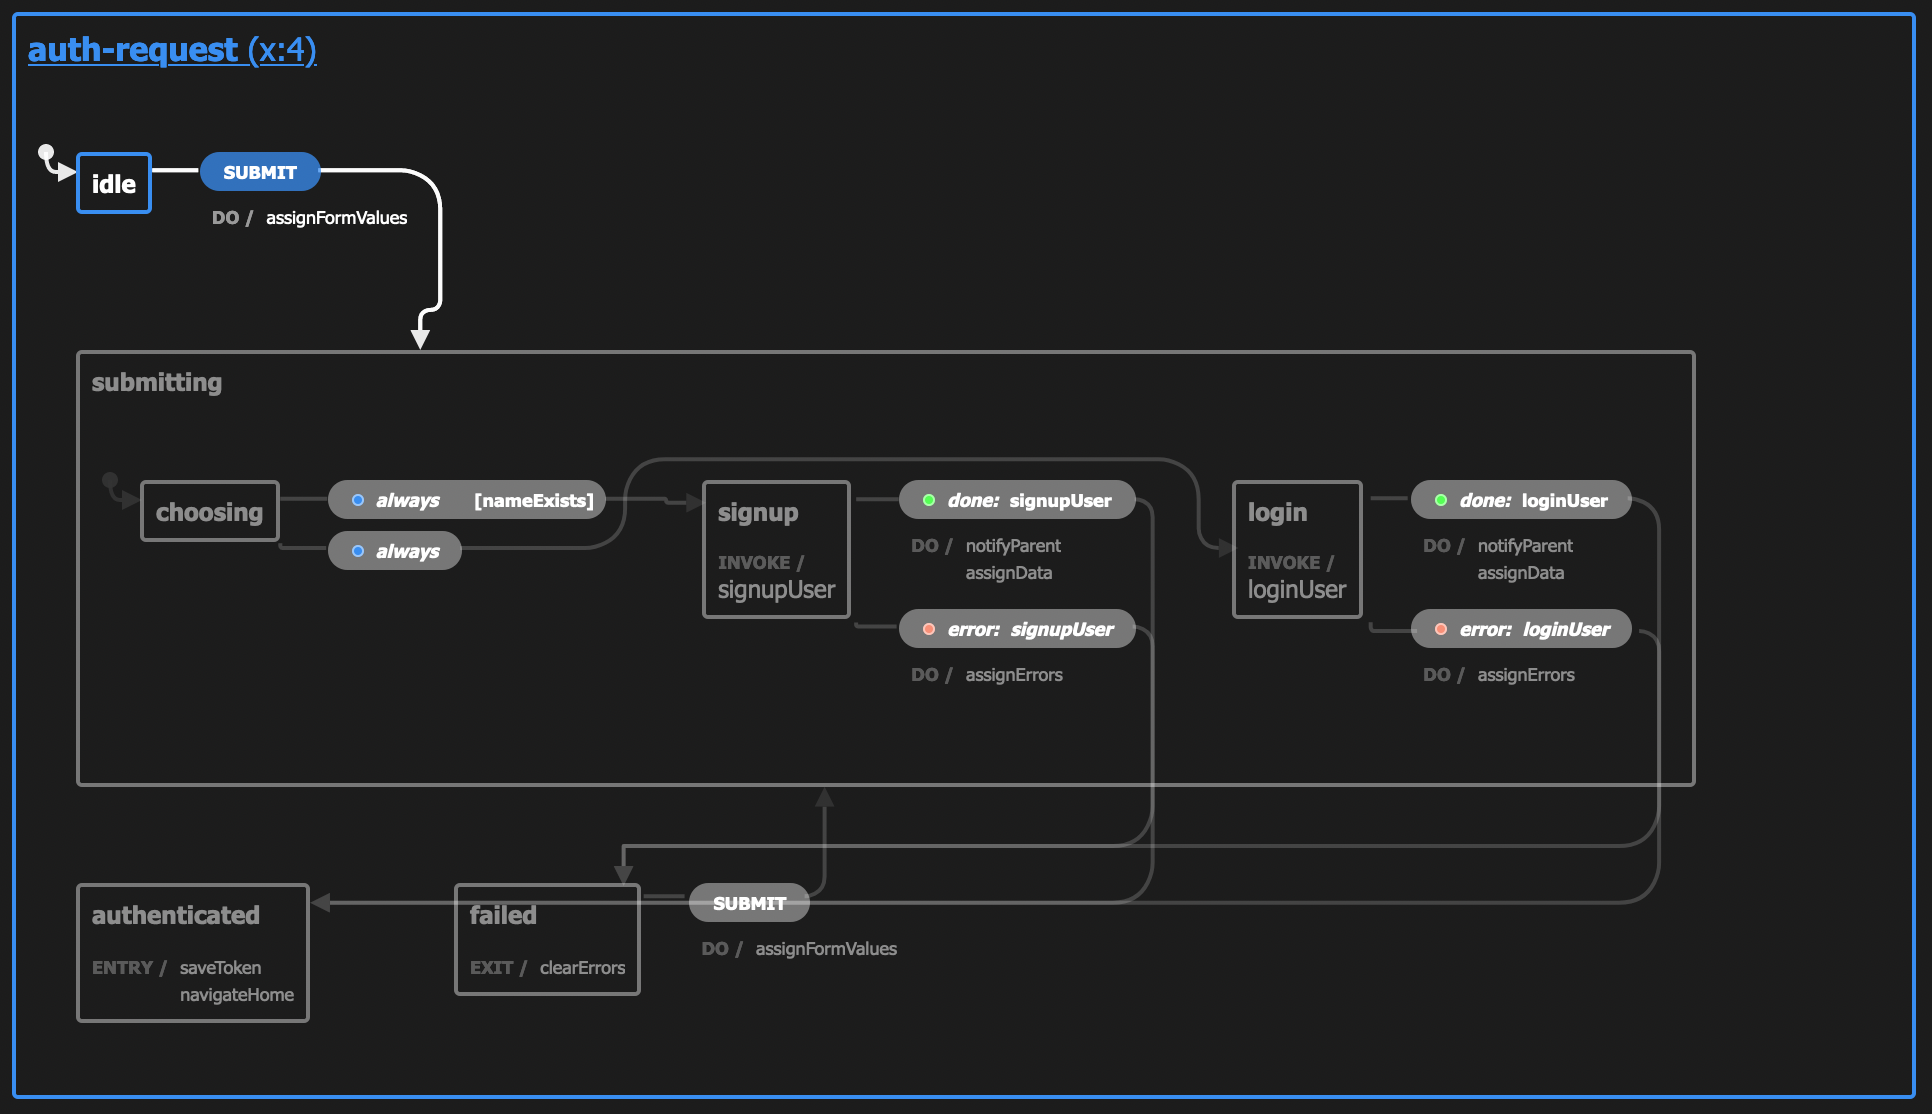 auth-request (x:4)
idle
SUBMIT
DO / assignFormValues
submitting
choosing
always [nameExists]
always
signup
INVOKE /
signupUser
done: signupUser
DO / notifyParent
assignData
error: signupUser
DO / assignErrors
login
INVOKE /
loginUser
done: loginUser
DO / notifyParent
assignData
error: loginUser
DO / assignErrors
authenticated
ENTRY / saveToken
navigateHome
failed
EXIT / clearErrors
SUBMIT
DO / assignFormValues